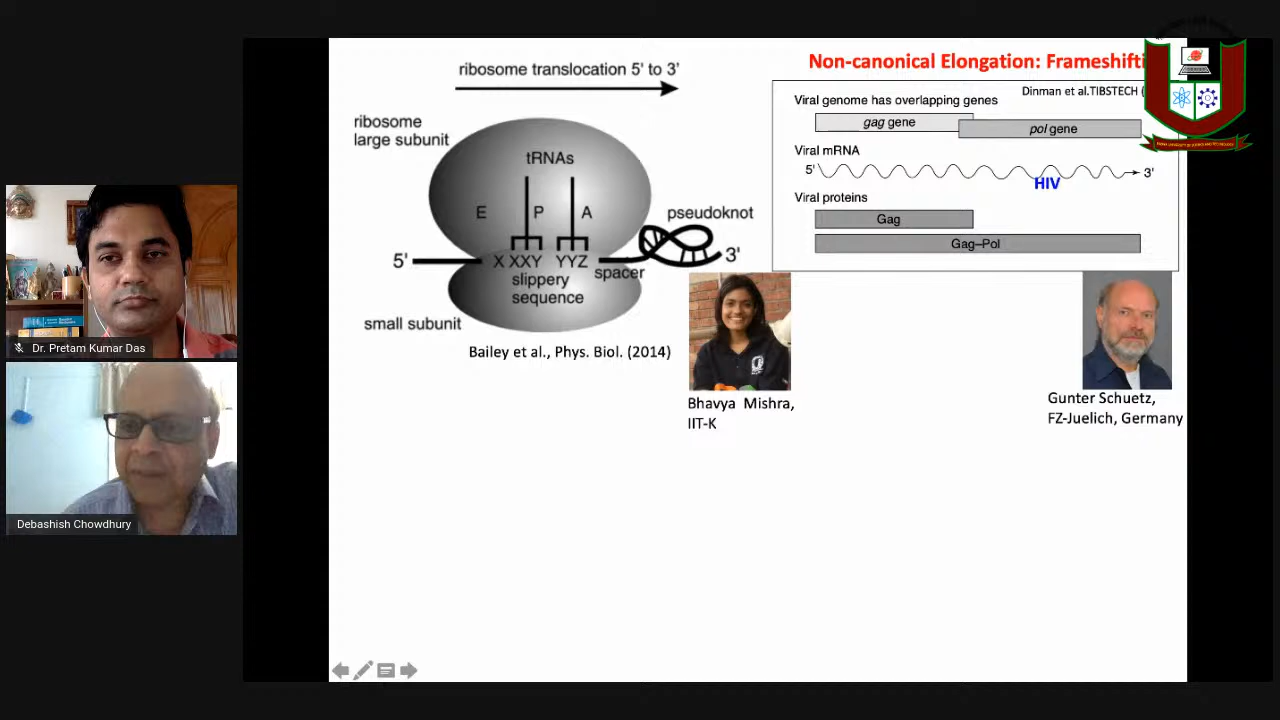 ribosome translocation 5' to 3'
ribosome
large subunit
tRNAs
E
P
A
pseudoknot
5'
X XXY YYZ
3'
spacer
slippery
sequence
small subunit
Bailey et al., Phys. Biol. (2014)
Non-canonical Elongation: Frameshifti
Dinman et al.TIBSTECH (
Viral genome has overlapping genes
gag gene
pol gene
Viral mRNA
5'
3'
HIV
Viral proteins
Gag
Gag–Pol
Bhavya Mishra,
IIT-K
Gunter Schuetz,
FZ-Juelich, Germany
Dr. Pretam Kumar Das
Debashish Chowdhury